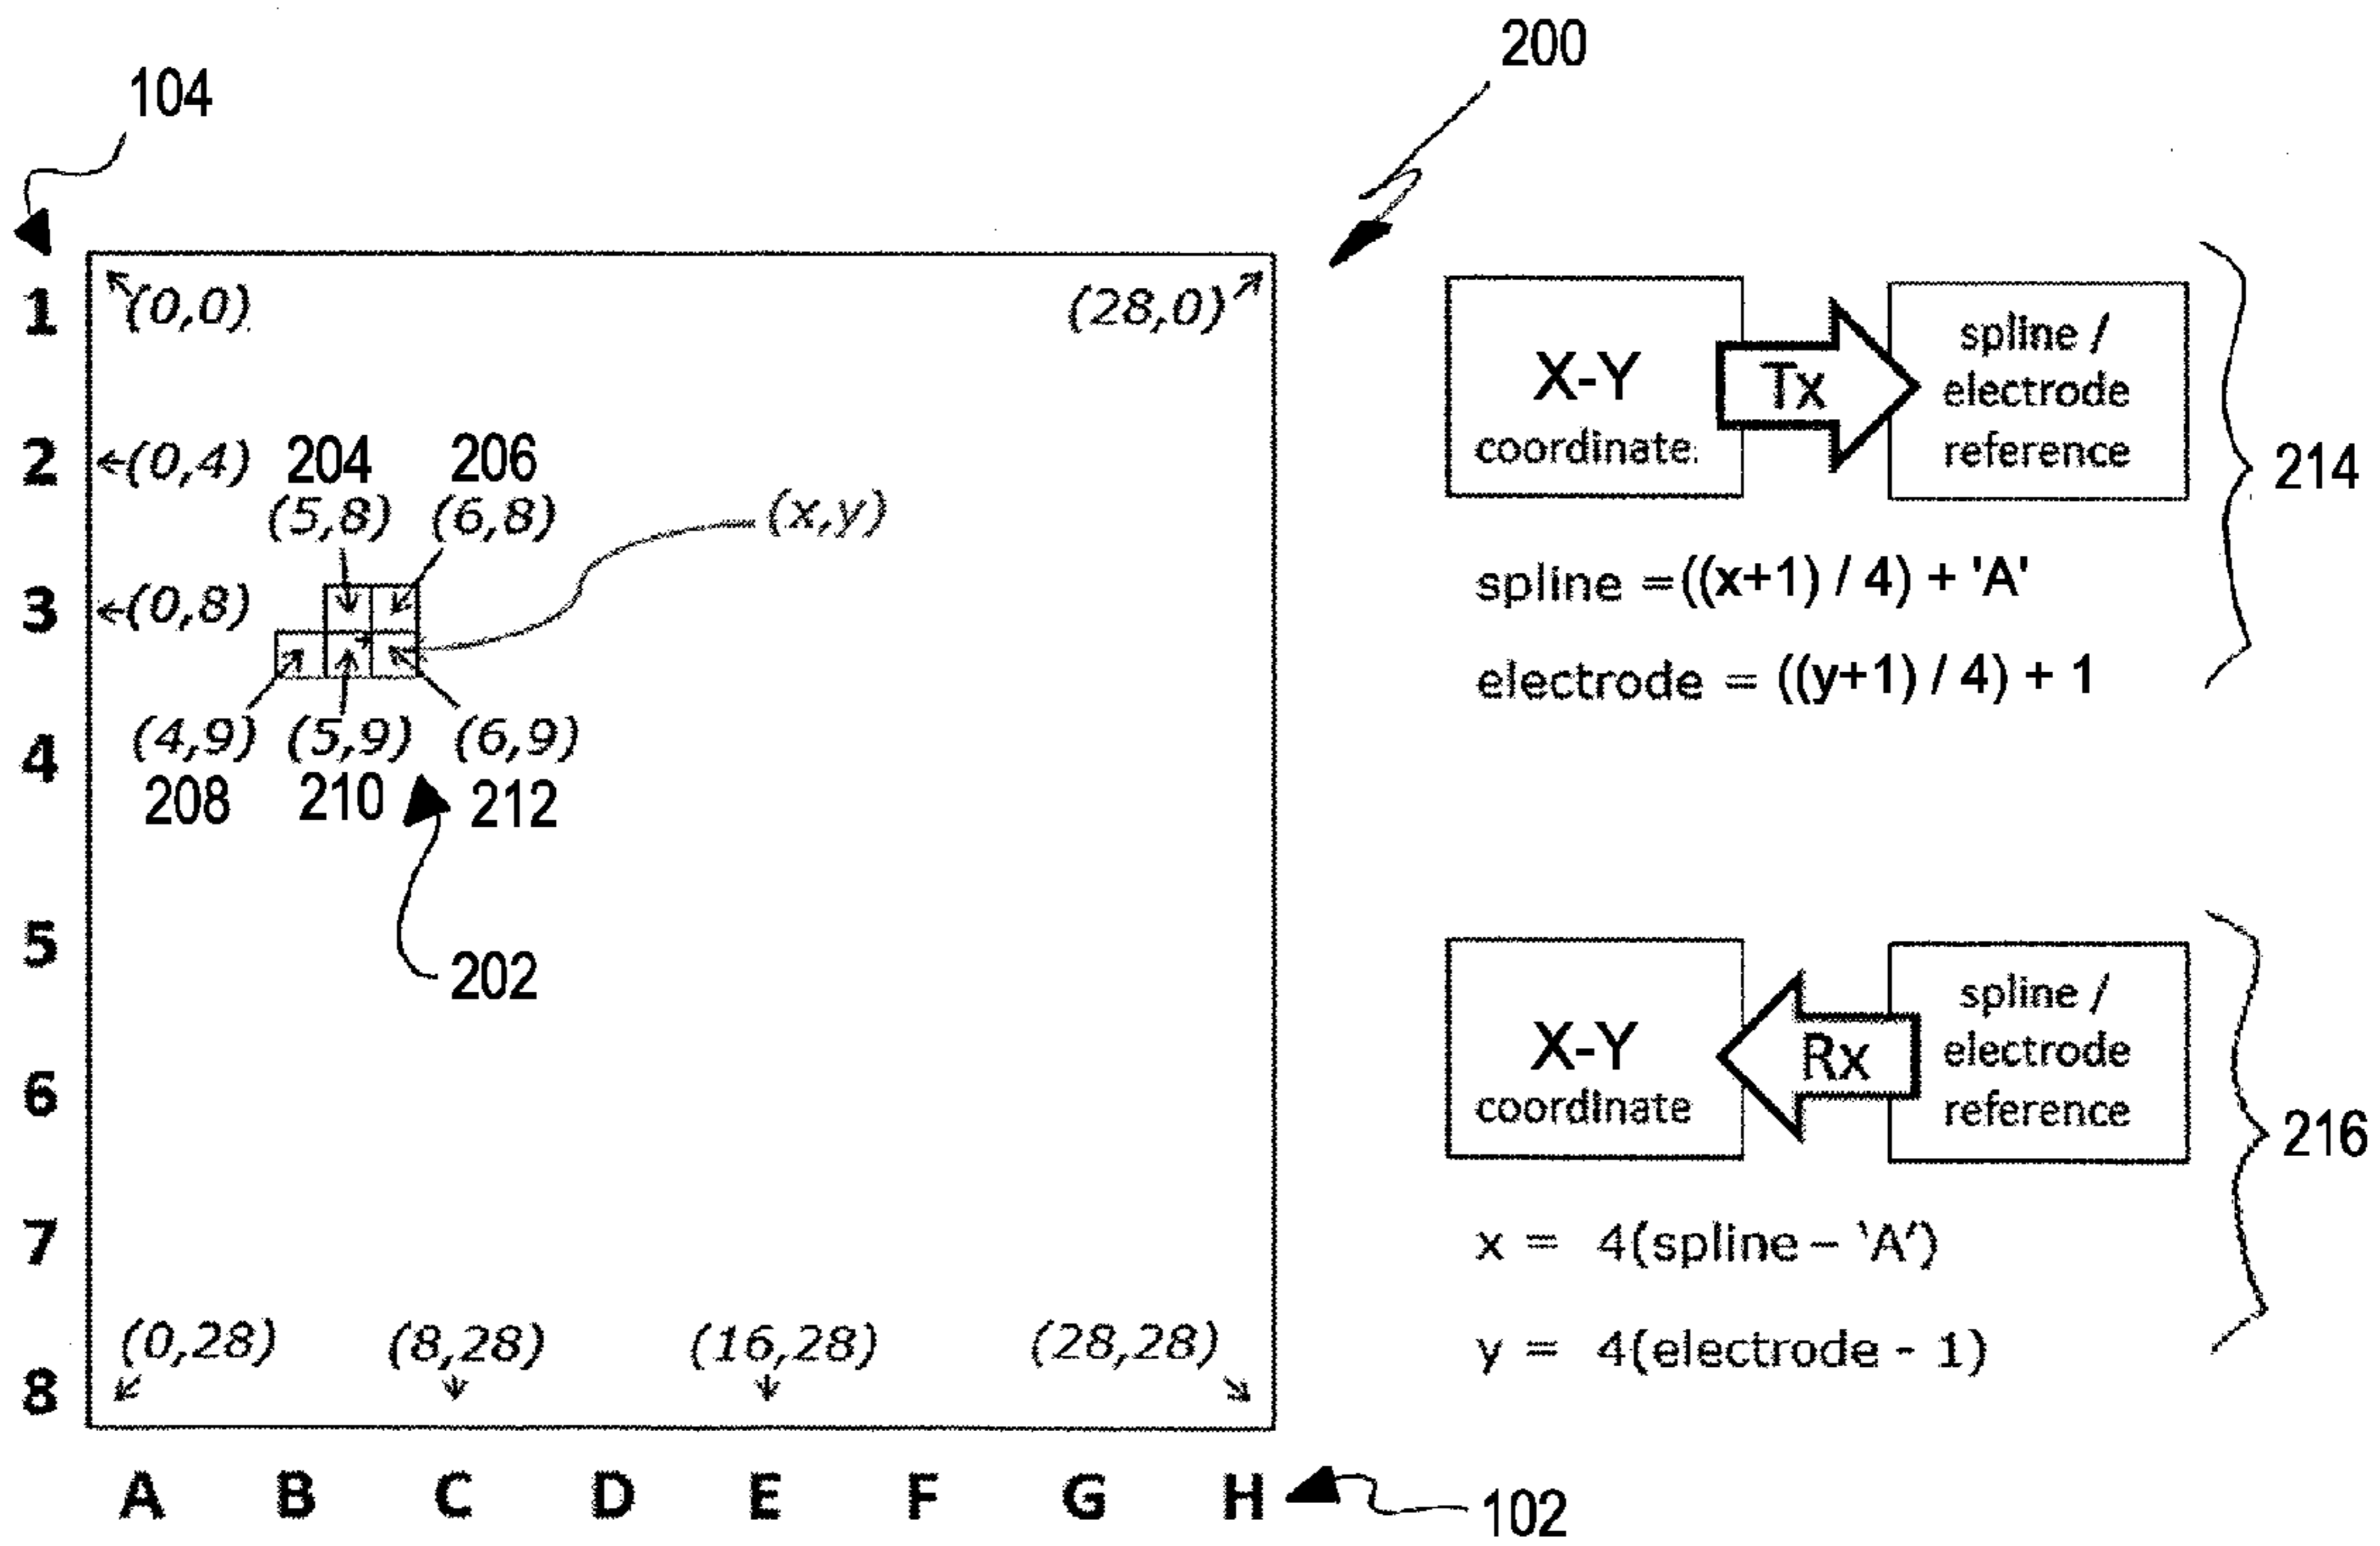 200
104
1
(0,0)
(28,0)
X-Y
coordinate
Tx
spline /
electrode
reference
214
2
(0,4)
204
206
(5,8)
(6,8)
(x,y)
spline =((x+1) / 4) + 'A'
electrode = ((y+1) / 4) + 1
3
(0,8)
4
(4,9)
(5,9)
(6,9)
208
210
212
202
5
X-Y
coordinate
Rx
spline /
electrode
reference
216
6
7
x = 4(spline – 'A')
y = 4(electrode - 1)
(0,28)
(8,28)
(16,28)
(28,28)
8
A B C D E F G H
102